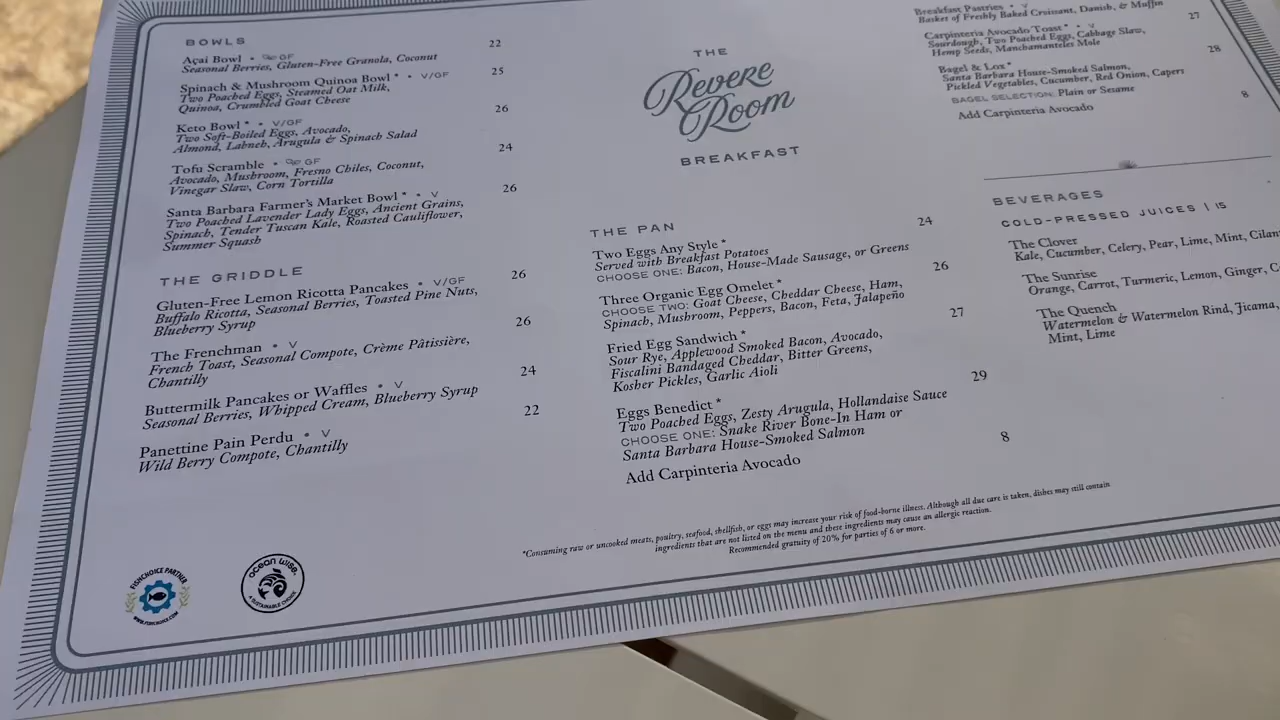 BOWLS
Açai Bowl • GF 22
Seasonal Berries, Gluten-Free Granola, Coconut
Spinach & Mushroom Quinoa Bowl * • V/GF 25
Two Poached Eggs, Steamed Oat Milk,
Quinoa, Crumbled Goat Cheese
Keto Bowl * • V/GF 26
Two Soft-Boiled Eggs, Avocado,
Almond, Labneh, Arugula & Spinach Salad
Tofu Scramble • GF 24
Avocado, Mushroom, Fresno Chiles, Coconut,
Vinegar Slaw, Corn Tortilla
Santa Barbara Farmer's Market Bowl * • V 26
Two Poached Lavender Lady Eggs, Ancient Grains,
Spinach, Tender Tuscan Kale, Roasted Cauliflower,
Summer Squash
THE GRIDDLE
Gluten-Free Lemon Ricotta Pancakes • V/GF 26
Buffalo Ricotta, Seasonal Berries, Toasted Pine Nuts,
Blueberry Syrup
The Frenchman • V 26
French Toast, Seasonal Compote, Crème Pâtissière,
Chantilly
Buttermilk Pancakes or Waffles • V 24
Seasonal Berries, Whipped Cream, Blueberry Syrup
Panettine Pain Perdu • V 22
Wild Berry Compote, Chantilly
FISHCHOICE PARTNER
WWW.FISHCHOICE.COM
OCEAN WISE.
A SUSTAINABLE CHOICE
THE
Revere
Room
BREAKFAST
THE PAN
Two Eggs Any Style * 24
Served with Breakfast Potatoes
CHOOSE ONE: Bacon, House-Made Sausage, or Greens
Three Organic Egg Omelet * 26
CHOOSE TWO: Goat Cheese, Cheddar Cheese, Ham,
Spinach, Mushroom, Peppers, Bacon, Feta, Jalapeño
Fried Egg Sandwich * 27
Sour Rye, Applewood Smoked Bacon, Avocado,
Fiscalini Bandaged Cheddar, Bitter Greens,
Kosher Pickles, Garlic Aioli
Eggs Benedict * 29
Two Poached Eggs, Zesty Arugula, Hollandaise Sauce
CHOOSE ONE: Snake River Bone-In Ham or
Santa Barbara House-Smoked Salmon
Add Carpinteria Avocado 8
*Consuming raw or uncooked meats, poultry, seafood, shellfish, or eggs may increase your risk of food-borne illness. Although all due care is taken, dishes may still contain
ingredients that are not listed on the menu and these ingredients may cause an allergic reaction.
Recommended gratuity of 20% for parties of 6 or more.
Breakfast Pastries • V
Basket of Freshly Baked Croissant, Danish, & Muffin
Carpinteria Avocado Toast * • V 27
Sourdough, Two Poached Eggs, Cabbage Slaw,
Hemp Seeds, Manchamanteles Mole
Bagel & Lox * 28
Santa Barbara House-Smoked Salmon,
Pickled Vegetables, Cucumber, Red Onion, Capers
BAGEL SELECTION: Plain or Sesame
Add Carpinteria Avocado 8
BEVERAGES
COLD-PRESSED JUICES | 15
The Clover
Kale, Cucumber, Celery, Pear, Lime, Mint, Cilan
The Sunrise
Orange, Carrot, Turmeric, Lemon, Ginger, C
The Quench
Watermelon & Watermelon Rind, Jicama,
Mint, Lime